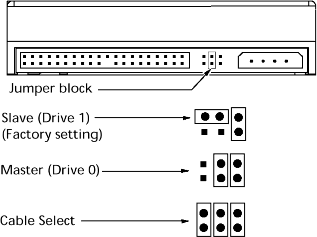 Jumper block
Slave (Drive 1)
(Factory setting)
Master (Drive 0)
Cable Select